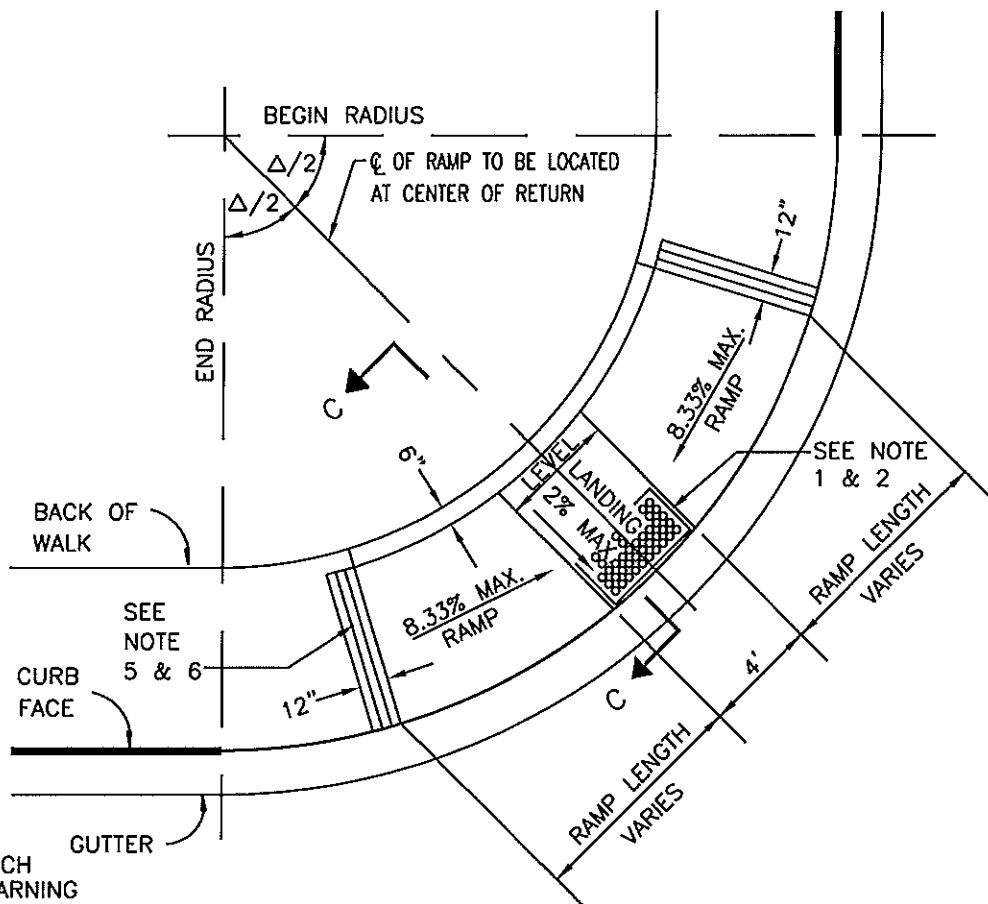 BEGIN RADIUS
Δ/2
Δ/2
℄ OF RAMP TO BE LOCATED
AT CENTER OF RETURN
END RADIUS
12"
C
8.33% MAX.
RAMP
6"
LEVEL
LANDING
2% MAX.
SEE NOTE
1 & 2
BACK OF
WALK
RAMP LENGTH
VARIES
SEE
NOTE
5 & 6
8.33% MAX.
RAMP
CURB
FACE
12"
C
4'
RAMP LENGTH
VARIES
GUTTER
CH
ARNING